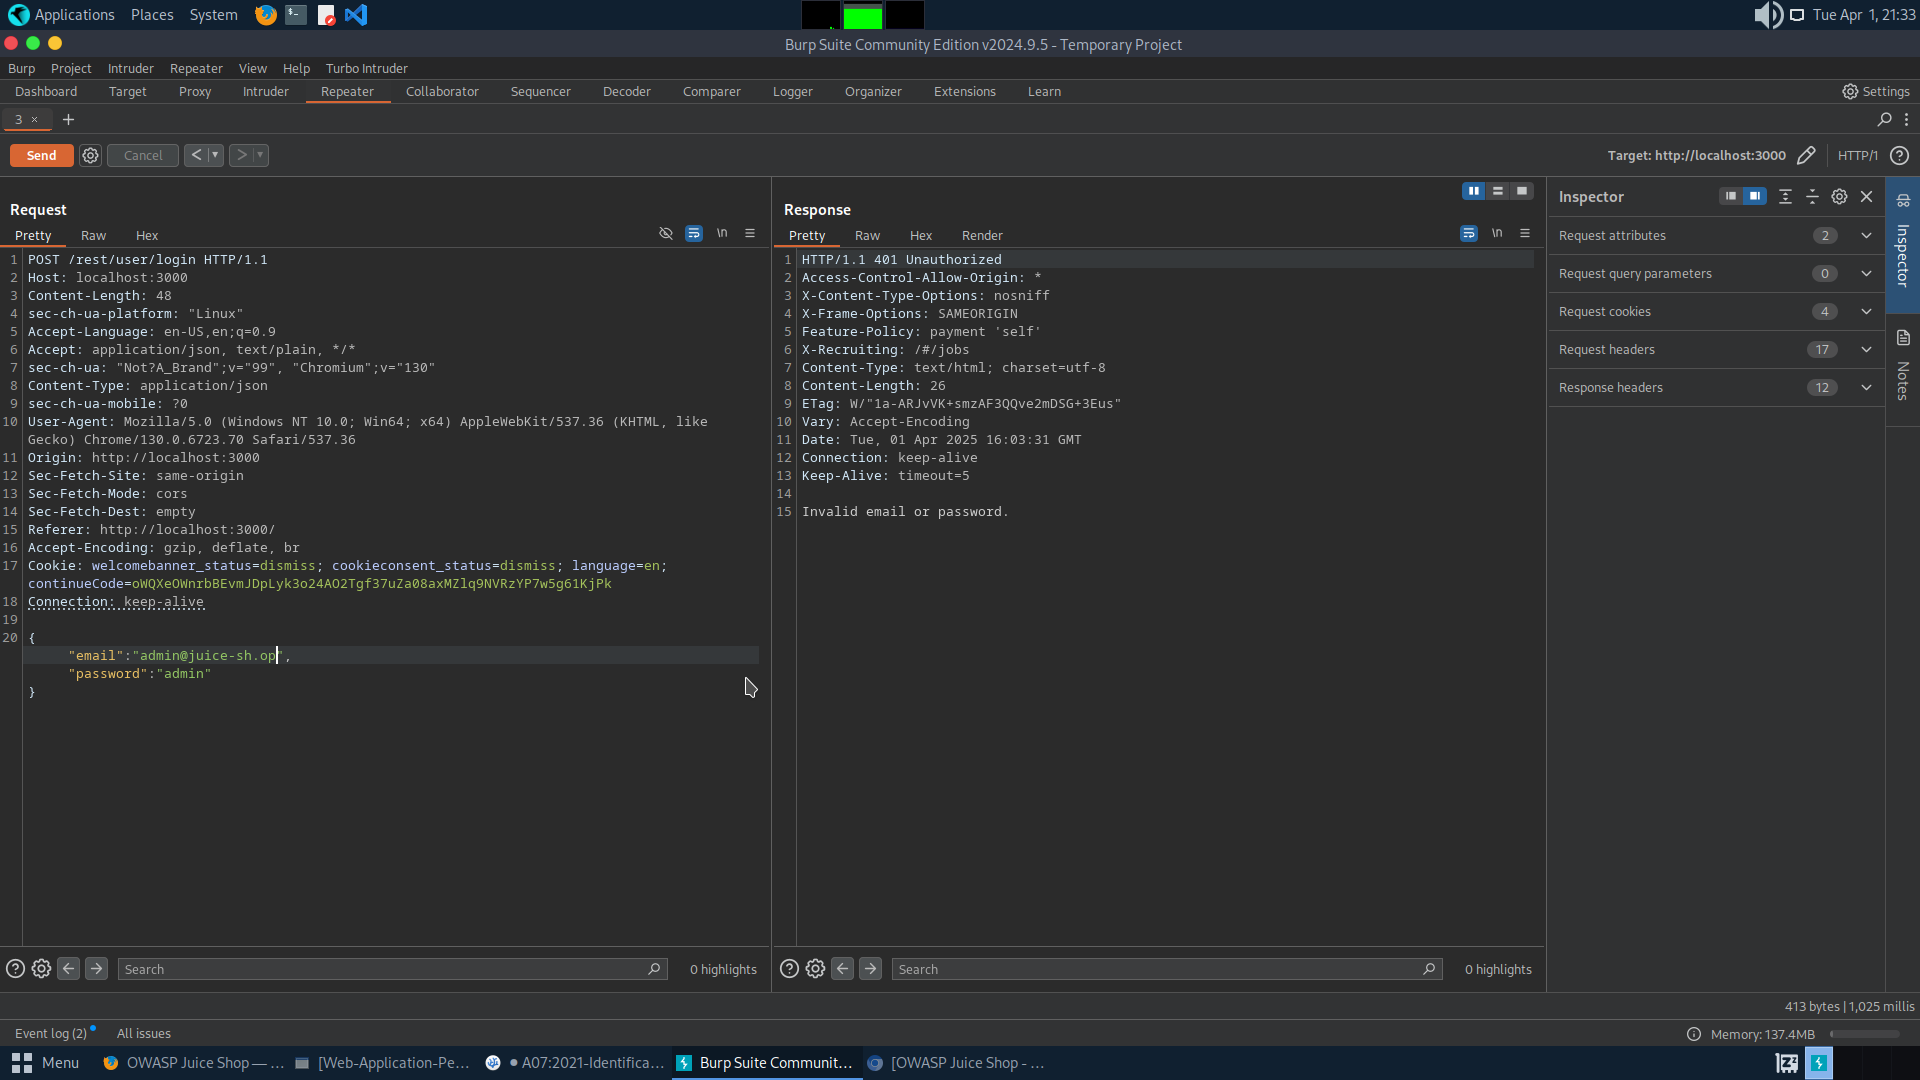 Applications Places System Tue Apr 1, 21:33
Burp Suite Community Edition v2024.9.5 - Temporary Project
Burp Project Intruder Repeater View Help Turbo Intruder
Dashboard Target Proxy Intruder Repeater Collaborator Sequencer Decoder Comparer Logger Organizer Extensions Learn Settings
3 × +
Send Cancel < > Target: http://localhost:3000 HTTP/1 ?
Request
Pretty Raw Hex \n
1 POST /rest/user/login HTTP/1.1
2 Host: localhost:3000
3 Content-Length: 48
4 sec-ch-ua-platform: "Linux"
5 Accept-Language: en-US,en;q=0.9
6 Accept: application/json, text/plain, */*
7 sec-ch-ua: "Not?A_Brand";v="99", "Chromium";v="130"
8 Content-Type: application/json
9 sec-ch-ua-mobile: ?0
10 User-Agent: Mozilla/5.0 (Windows NT 10.0; Win64; x64) AppleWebKit/537.36 (KHTML, like
Gecko) Chrome/130.0.6723.70 Safari/537.36
11 Origin: http://localhost:3000
12 Sec-Fetch-Site: same-origin
13 Sec-Fetch-Mode: cors
14 Sec-Fetch-Dest: empty
15 Referer: http://localhost:3000/
16 Accept-Encoding: gzip, deflate, br
17 Cookie: welcomebanner_status=dismiss; cookieconsent_status=dismiss; language=en;
continueCode=oWQXeOWnrbBEvmJDpLyk3o24AO2Tgf37uZa08axMZlq9NVRzYP7w5g61KjPk
18 Connection: keep-alive
19
20 {
"email":"admin@juice-sh.op",
"password":"admin"
}
Search 0 highlights
Response
Pretty Raw Hex Render \n
1 HTTP/1.1 401 Unauthorized
2 Access-Control-Allow-Origin: *
3 X-Content-Type-Options: nosniff
4 X-Frame-Options: SAMEORIGIN
5 Feature-Policy: payment 'self'
6 X-Recruiting: /#/jobs
7 Content-Type: text/html; charset=utf-8
8 Content-Length: 26
9 ETag: W/"1a-ARJvVK+smzAF3QQve2mDSG+3Eus"
10 Vary: Accept-Encoding
11 Date: Tue, 01 Apr 2025 16:03:31 GMT
12 Connection: keep-alive
13 Keep-Alive: timeout=5
14
15 Invalid email or password.
Search 0 highlights
Inspector
Request attributes 2
Request query parameters 0
Request cookies 4
Request headers 17
Response headers 12
Inspector
Notes
413 bytes | 1,025 millis
Event log (2) All issues Memory: 137.4MB
Menu OWASP Juice Shop — ... [Web-Application-Pe... ● A07:2021-Identifica... Burp Suite Communit... [OWASP Juice Shop - ...